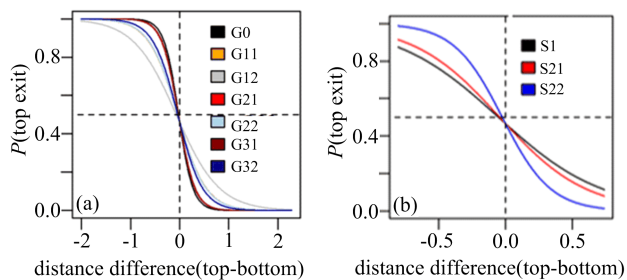 P(top exit)
0.8
0.4
0.0
G0
G11
G12
G21
G22
G31
G32
(a)
-2 -1 0 1 2
distance difference(top-bottom)
P(top exit)
0.8
0.4
0.0
S1
S21
S22
(b)
-0.5 0.0 0.5
distance difference(top-bottom)